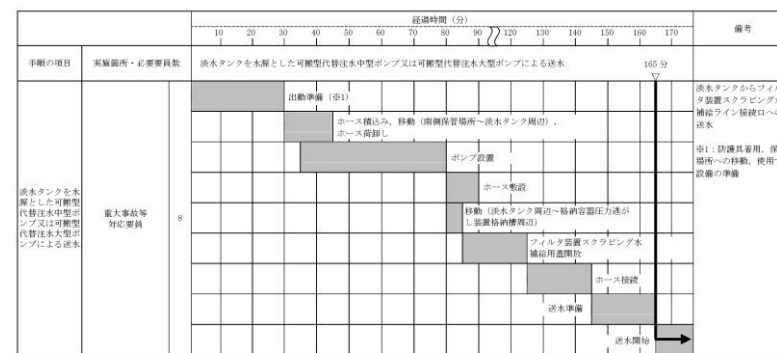 経過時間（分）
備考
10 20 30 40 50 60 70 80 90 120 130 140 150 160 170
手順の項目
実施箇所・必要要員数
淡水タンクを水源とした可搬型代替注水中型ポンプ又は可搬型代替注水大型ポンプによる送水
165 分
▽
淡水タンクを水
源とした可搬型
代替注水中型ポ
ンプ又は可搬型
代替注水大型ポ
ンプによる送水
重大事故等
対応要員
8
出動準備（※1）
ホース積込み，移動（南側保管場所～淡水タンク周辺），
ホース荷卸し
ポンプ設置
ホース敷設
移動（淡水タンク周辺～格納容器圧力逃が
し装置格納槽周辺）
フィルタ装置スクラビング水
補給用蓋開放
ホース接続
送水準備
送水開始
淡水タンクからフィル
タ装置スクラビング
補給ライン接続口への
送水
※1：防護具着用，保
場所への移動，使用
設備の準備